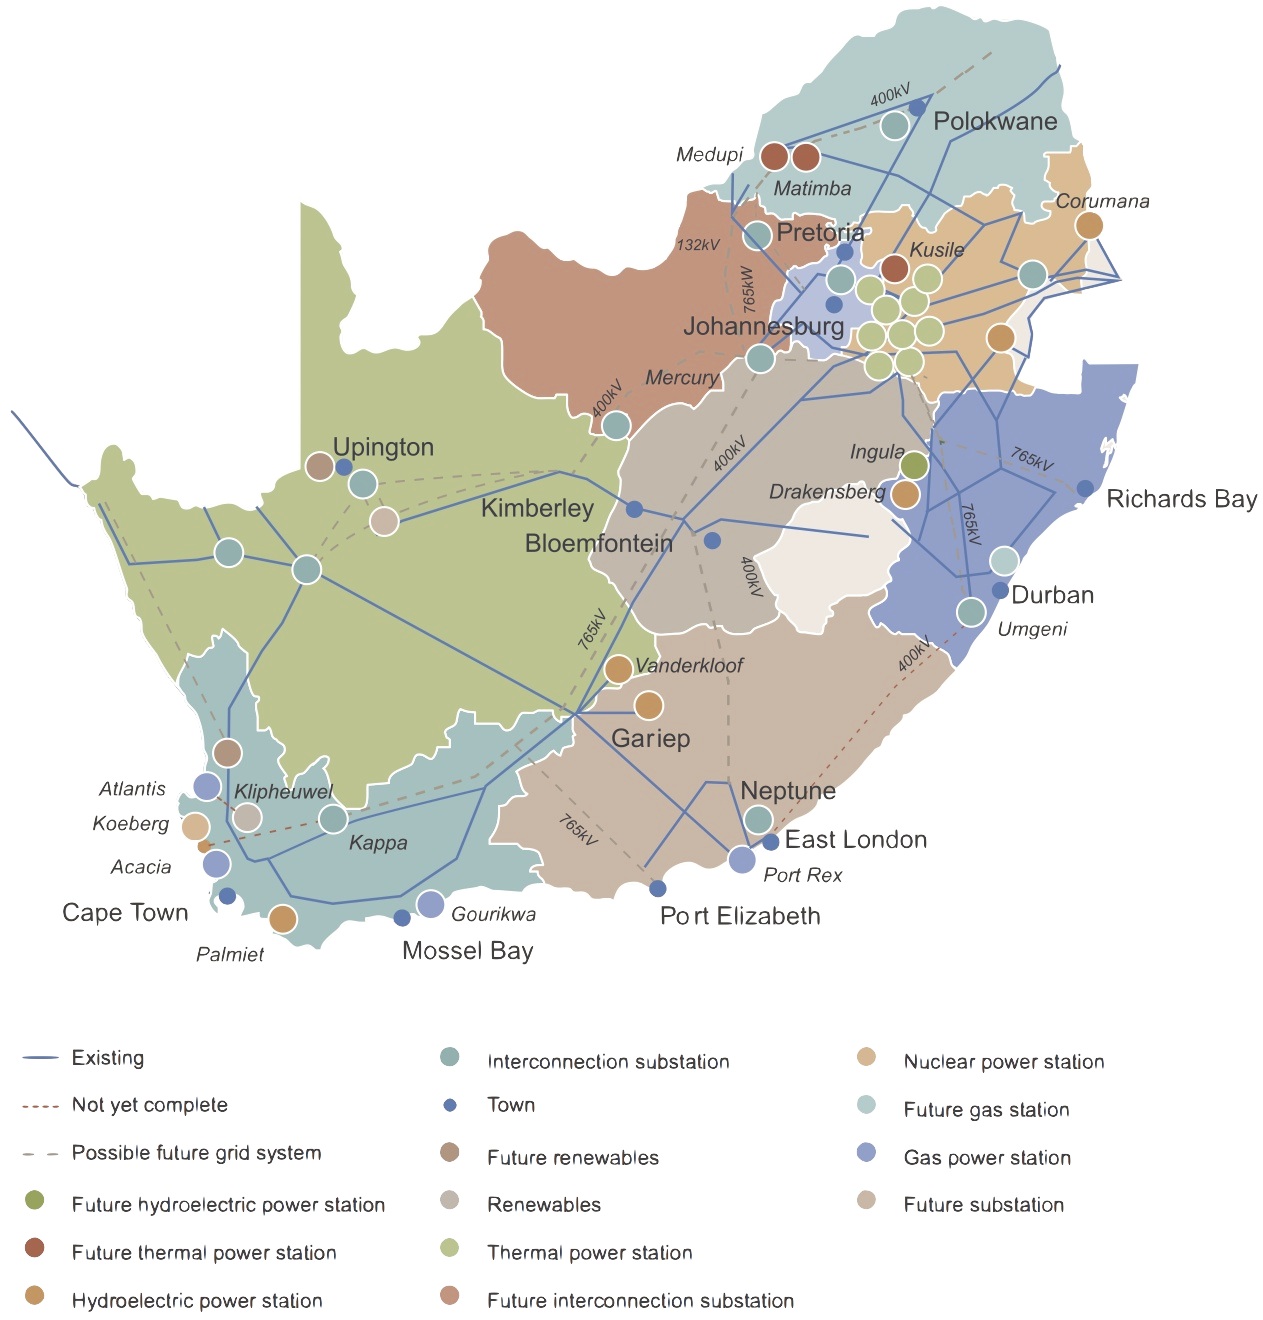 400kV
Polokwane
Medupi
Matimba
Corumana
132kV
Pretoria
Kusile
765kW
Johannesburg
Mercury
400kV
Upington
400kV
Ingula
765kV
Drakensberg
Richards Bay
Kimberley
Bloemfontein
765kV
400kV
Durban
Umgeni
765kV
400kV
Vanderkloof
Gariep
Atlantis
Klipheuwel
Neptune
Koeberg
765kV
Kappa
East London
Acacia
Port Rex
Cape Town
Gourikwa
Port Elizabeth
Palmiet
Mossel Bay
Existing
Not yet complete
Possible future grid system
Future hydroelectric power station
Future thermal power station
Hydroelectric power station
Interconnection substation
Town
Future renewables
Renewables
Thermal power station
Future interconnection substation
Nuclear power station
Future gas station
Gas power station
Future substation